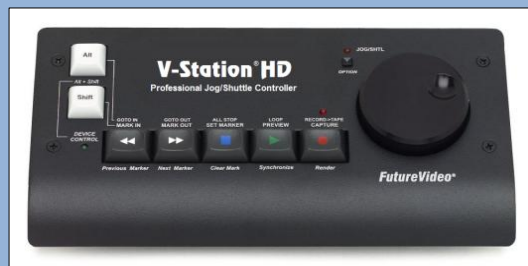 Alt
Alt + Shift
Shift
DEVICE
CONTROL
V-Station® HD
Professional Jog/Shuttle Controller
JOG/SHTL
OPTION
GOTO IN
MARK IN
GOTO OUT
MARK OUT
ALL STOP
SET MARKER
LOOP
PREVIEW
RECORD->TAPE
CAPTURE
Previous Marker
Next Marker
Clear Mark
Synchronize
Render
FutureVideo®